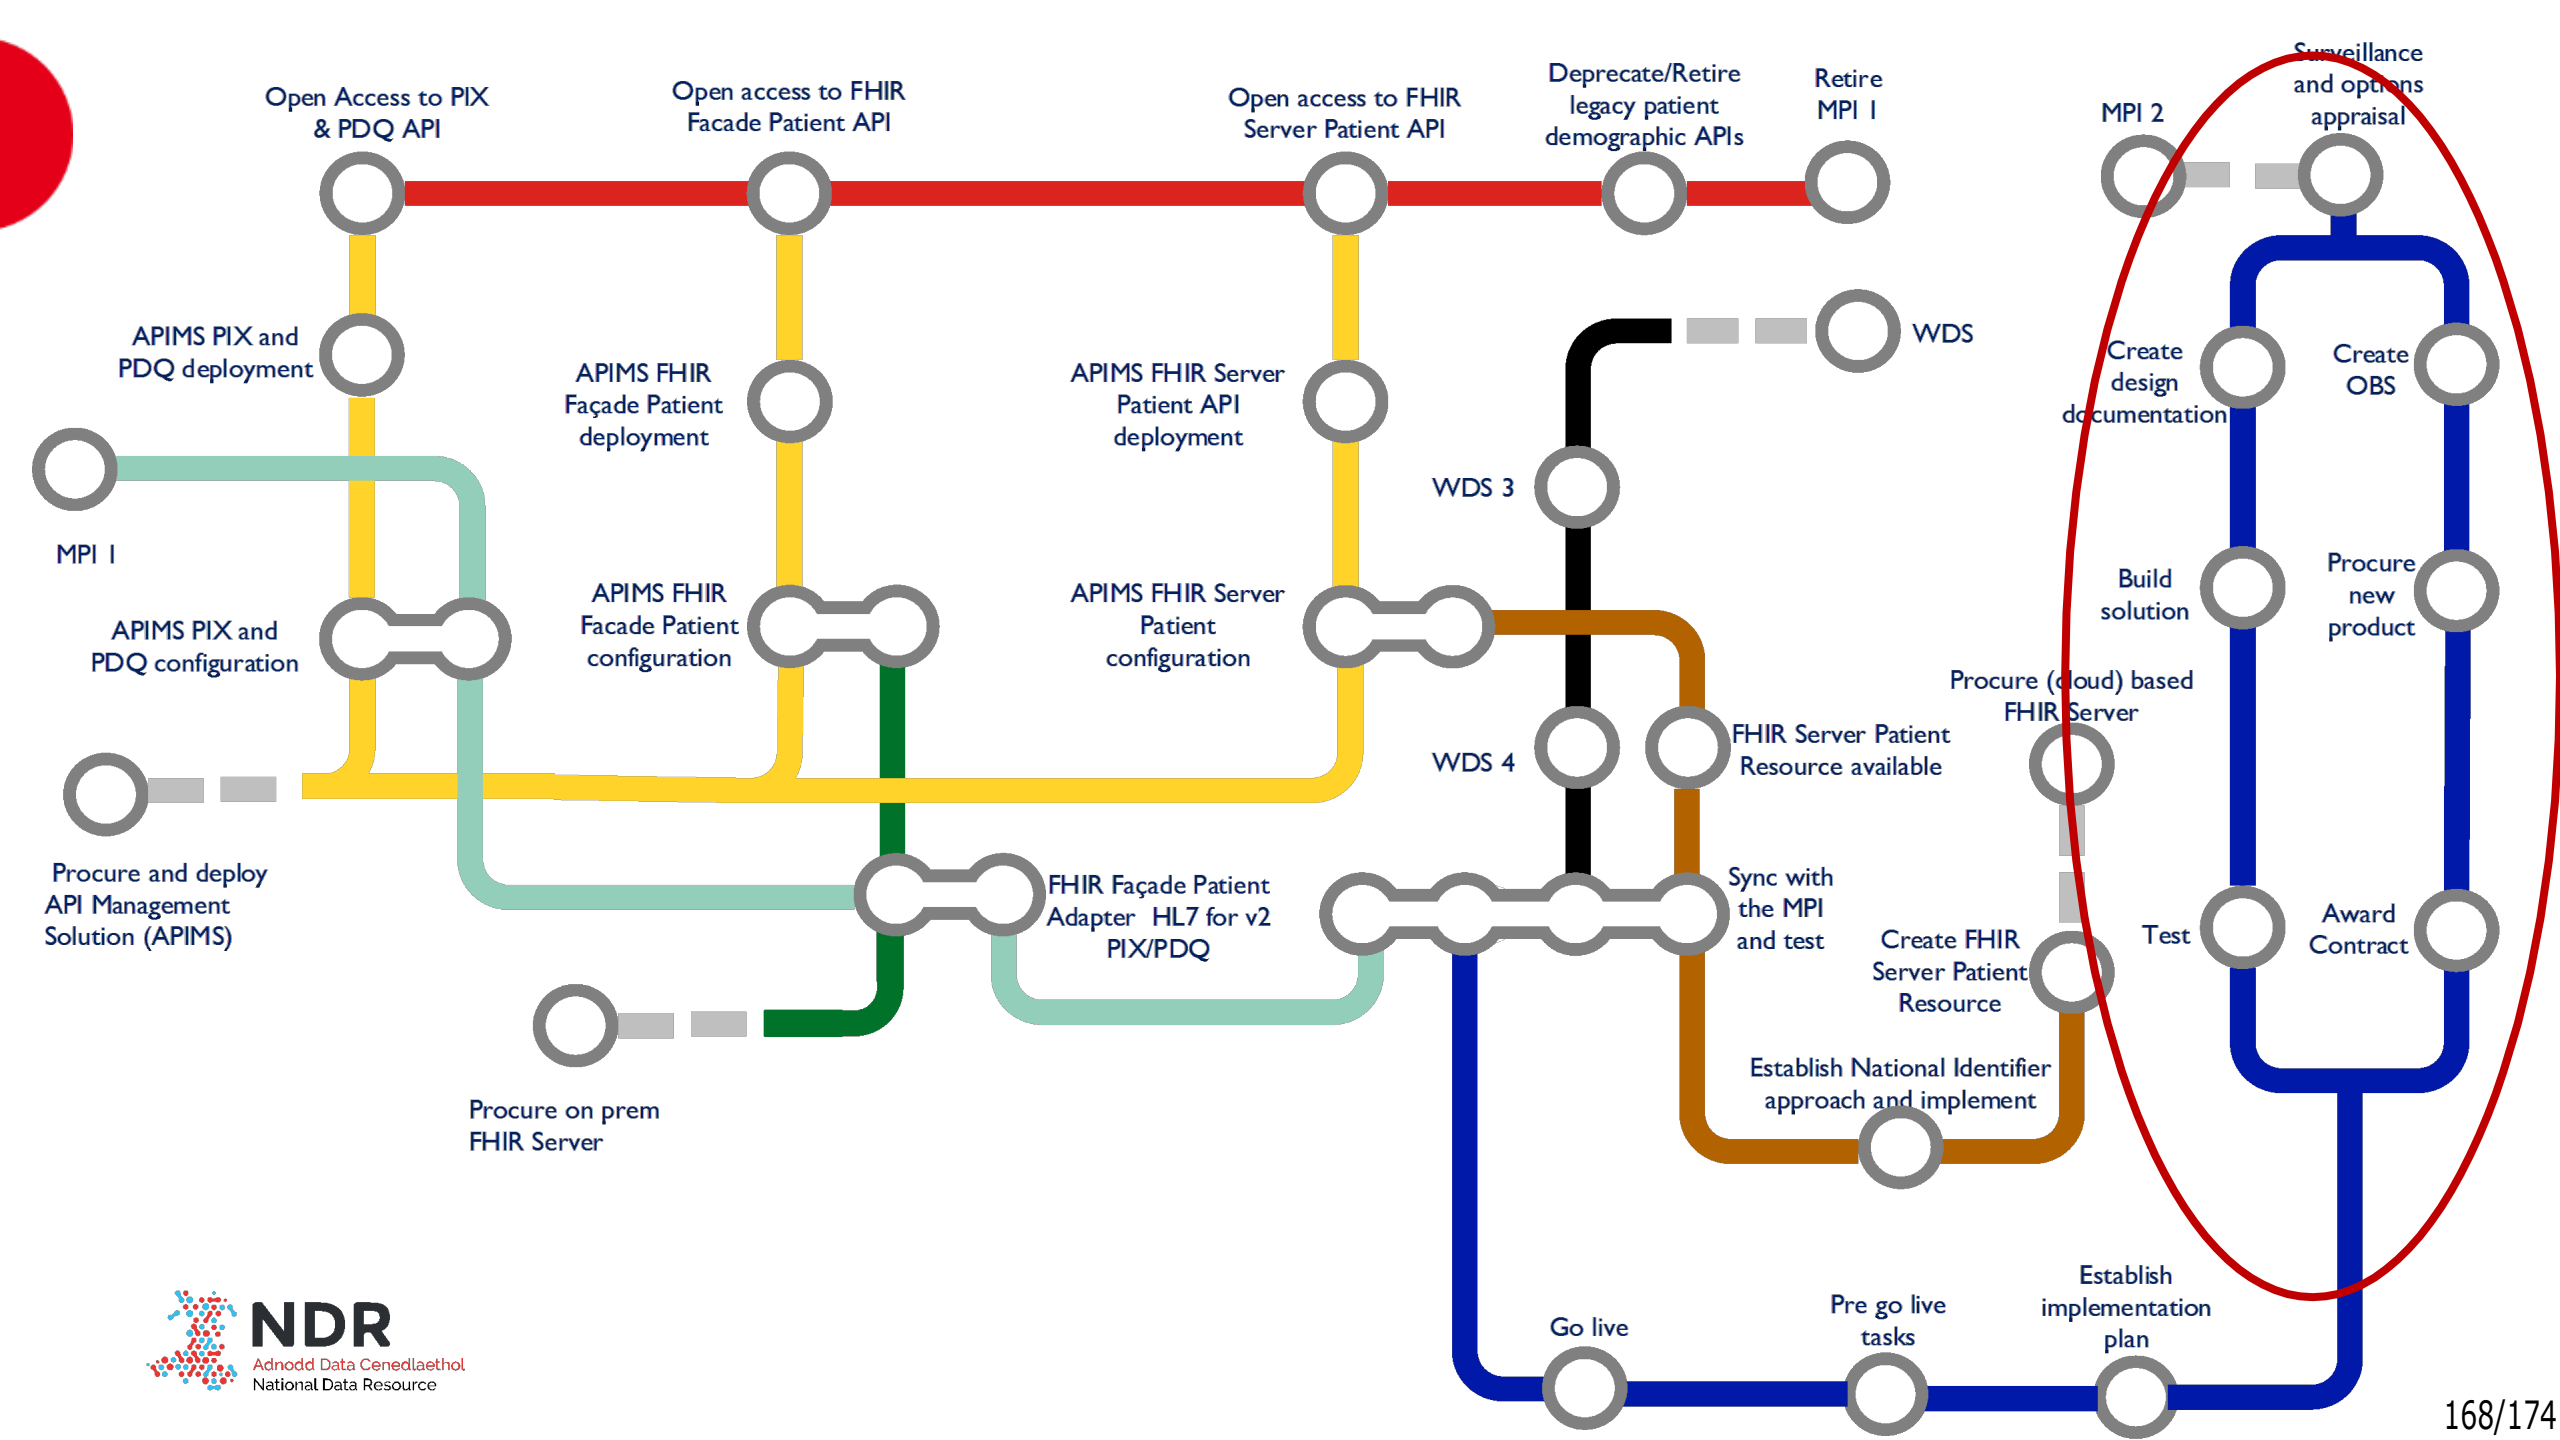 Open Access to PIX
& PDQ API
Open access to FHIR
Facade Patient API
Open access to FHIR
Server Patient API
Deprecate/Retire
legacy patient
demographic APIs
Retire
MPI 1
MPI 2
Surveillance
and options
appraisal
APIMS PIX and
PDQ deployment
APIMS FHIR
Façade Patient
deployment
APIMS FHIR Server
Patient API
deployment
WDS
Create
design
documentation
Create
OBS
MPI 1
WDS 3
APIMS PIX and
PDQ configuration
APIMS FHIR
Facade Patient
configuration
APIMS FHIR Server
Patient
configuration
Build
solution
Procure
new
product
Procure (cloud) based
FHIR Server
WDS 4
FHIR Server Patient
Resource available
Procure and deploy
API Management
Solution (APIMS)
FHIR Façade Patient
Adapter HL7 for v2
PIX/PDQ
Sync with
the MPI
and test
Create FHIR
Server Patient
Resource
Test
Award
Contract
Procure on prem
FHIR Server
Establish National Identifier
approach and implement
Go live
Pre go live
tasks
Establish
implementation
plan
NDR
Adnodd Data Cenedlaethol
National Data Resource
168/174